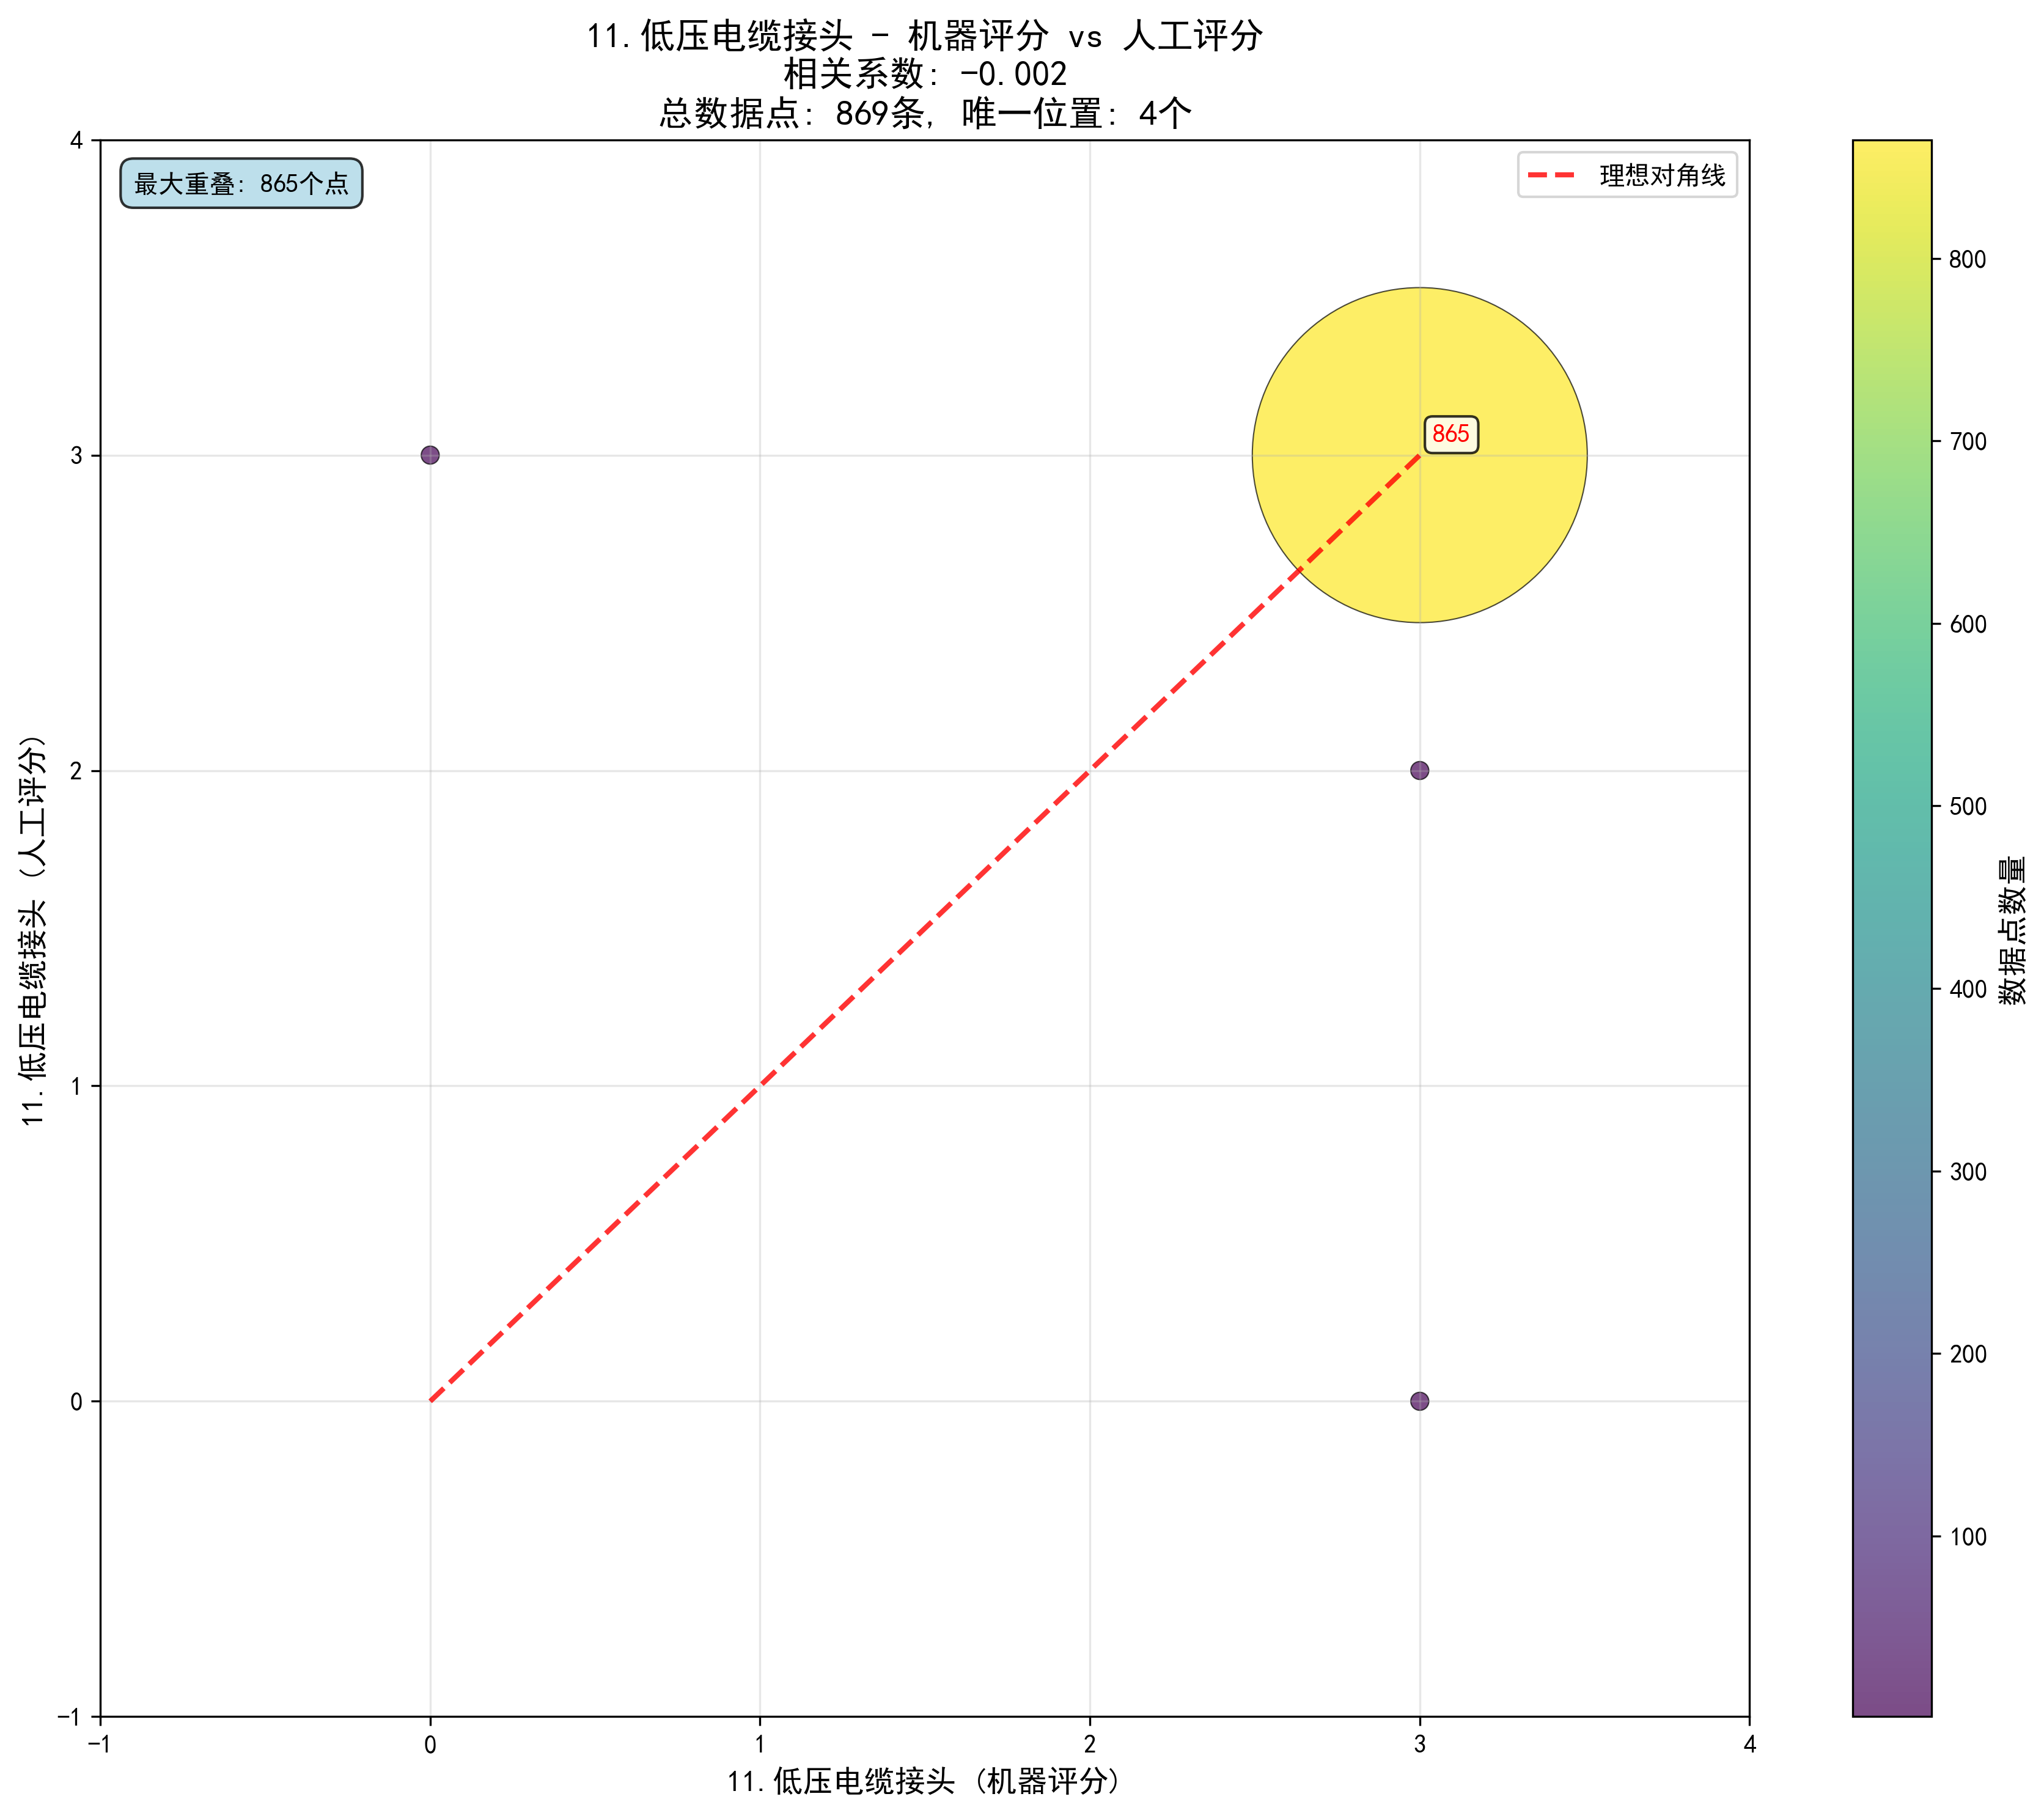 11.低压电缆接头 - 机器评分 vs 人工评分
相关系数: -0.002
总数据点: 869条, 唯一位置: 4个
最大重叠: 865个点
理想对角线
865
4
3
2
1
0
-1
-1
0
1
2
3
4
11.低压电缆接头 (人工评分)
11.低压电缆接头 (机器评分)
800
700
600
500
400
300
200
100
数据点数量